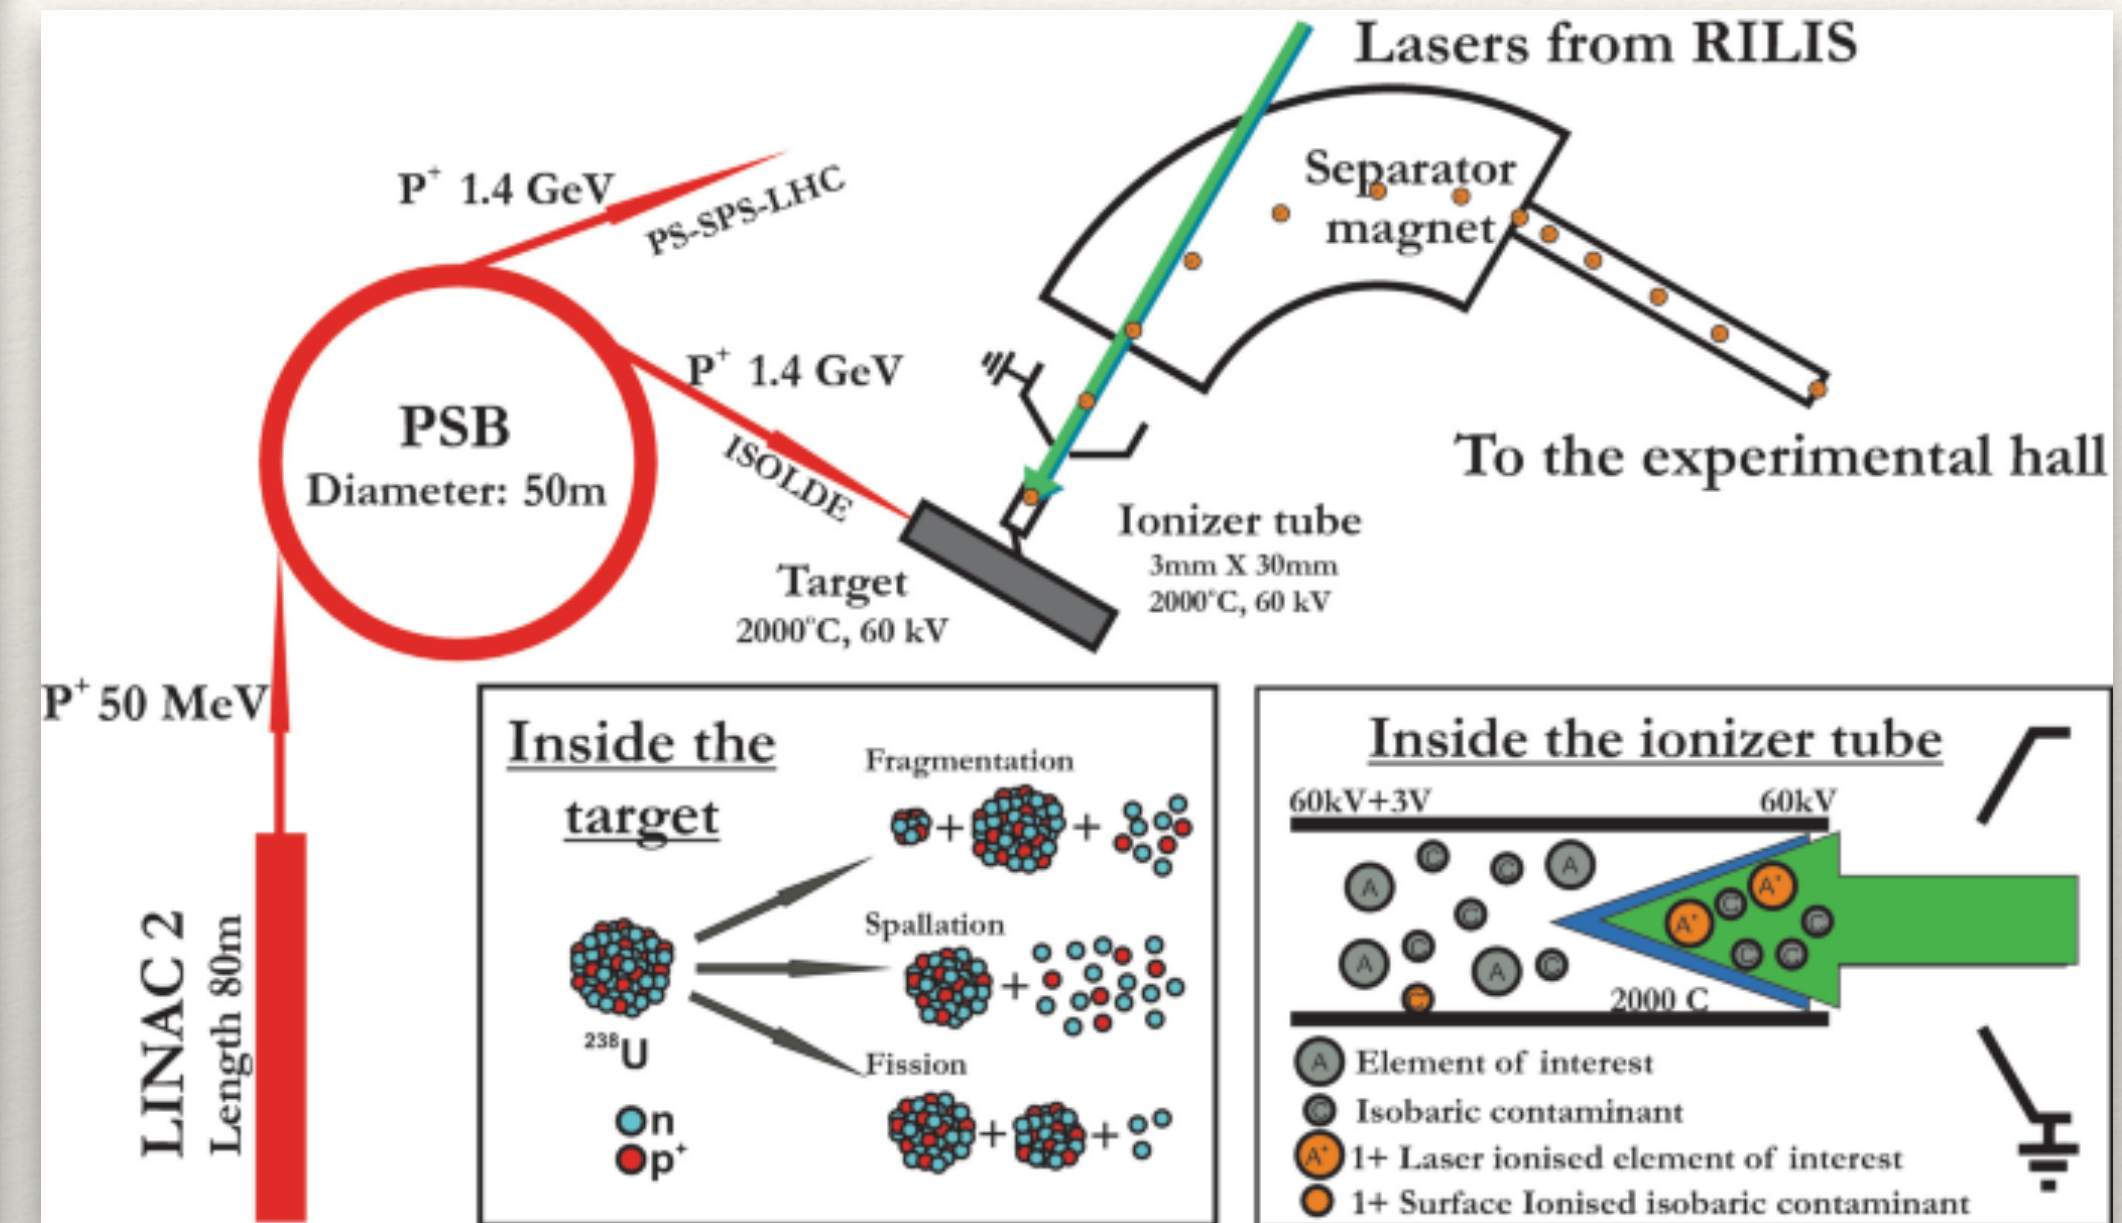 Lasers from RILIS
P+ 1.4 GeV
PS-SPS-LHC
Separator
magnet
P+ 1.4 GeV
ISOLDE
PSB
Diameter: 50m
To the experimental hall
Ionizer tube
3mm X 30mm
2000°C, 60 kV
Target
2000°C, 60 kV
P+ 50 MeV
LINAC 2
Length 80m
Inside the
target
Fragmentation
+ +
Spallation
+
238U
Fission
+ +
n
p+
Inside the ionizer tube
60kV+3V 60kV
A C C A
C A+ C A+ C
A C A C C C
C
2000 C
A Element of interest
C Isobaric contaminant
A+ 1+ Laser ionised element of interest
1+ Surface Ionised isobaric contaminant